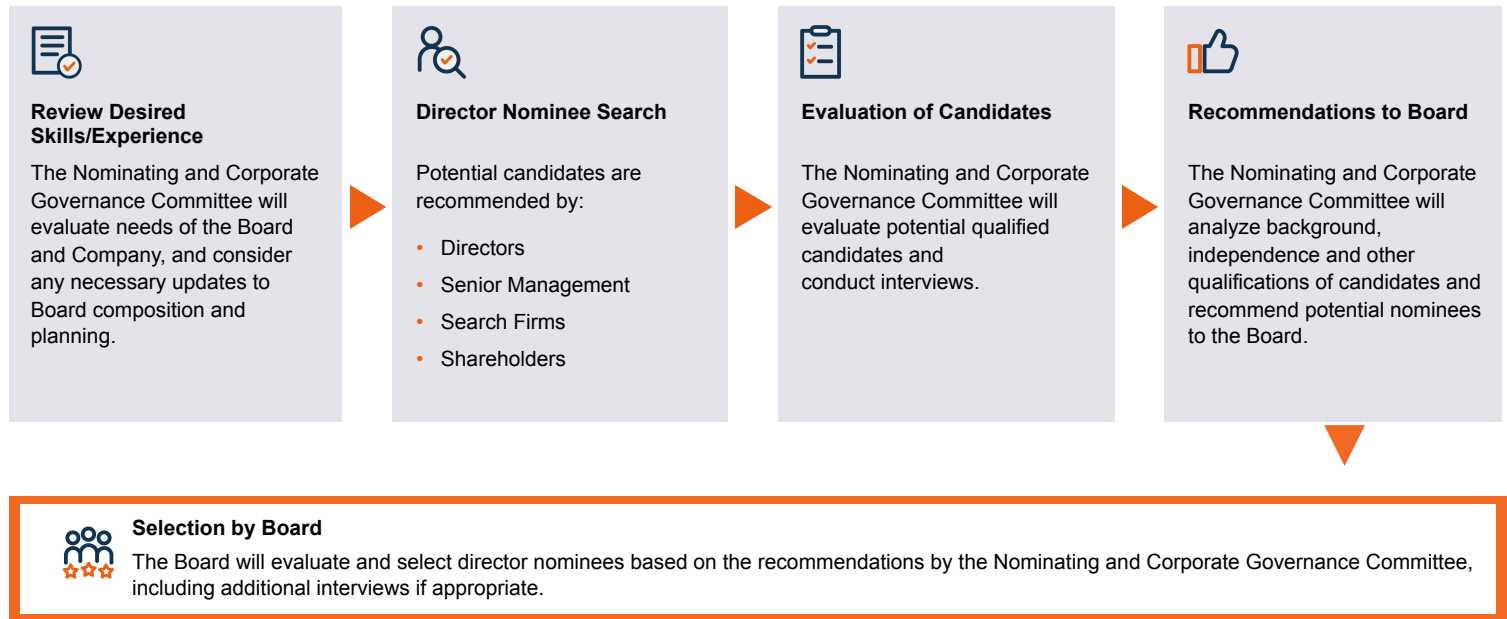 Review Desired
Skills/Experience
The Nominating and Corporate
Governance Committee will
evaluate needs of the Board
and Company, and consider
any necessary updates to
Board composition and
planning.
Director Nominee Search
Potential candidates are
recommended by:
• Directors
• Senior Management
• Search Firms
• Shareholders
Evaluation of Candidates
The Nominating and Corporate
Governance Committee will
evaluate potential qualified
candidates and
conduct interviews.
Recommendations to Board
The Nominating and Corporate
Governance Committee will
analyze background,
independence and other
qualifications of candidates and
recommend potential nominees
to the Board.
Selection by Board
The Board will evaluate and select director nominees based on the recommendations by the Nominating and Corporate Governance Committee,
including additional interviews if appropriate.